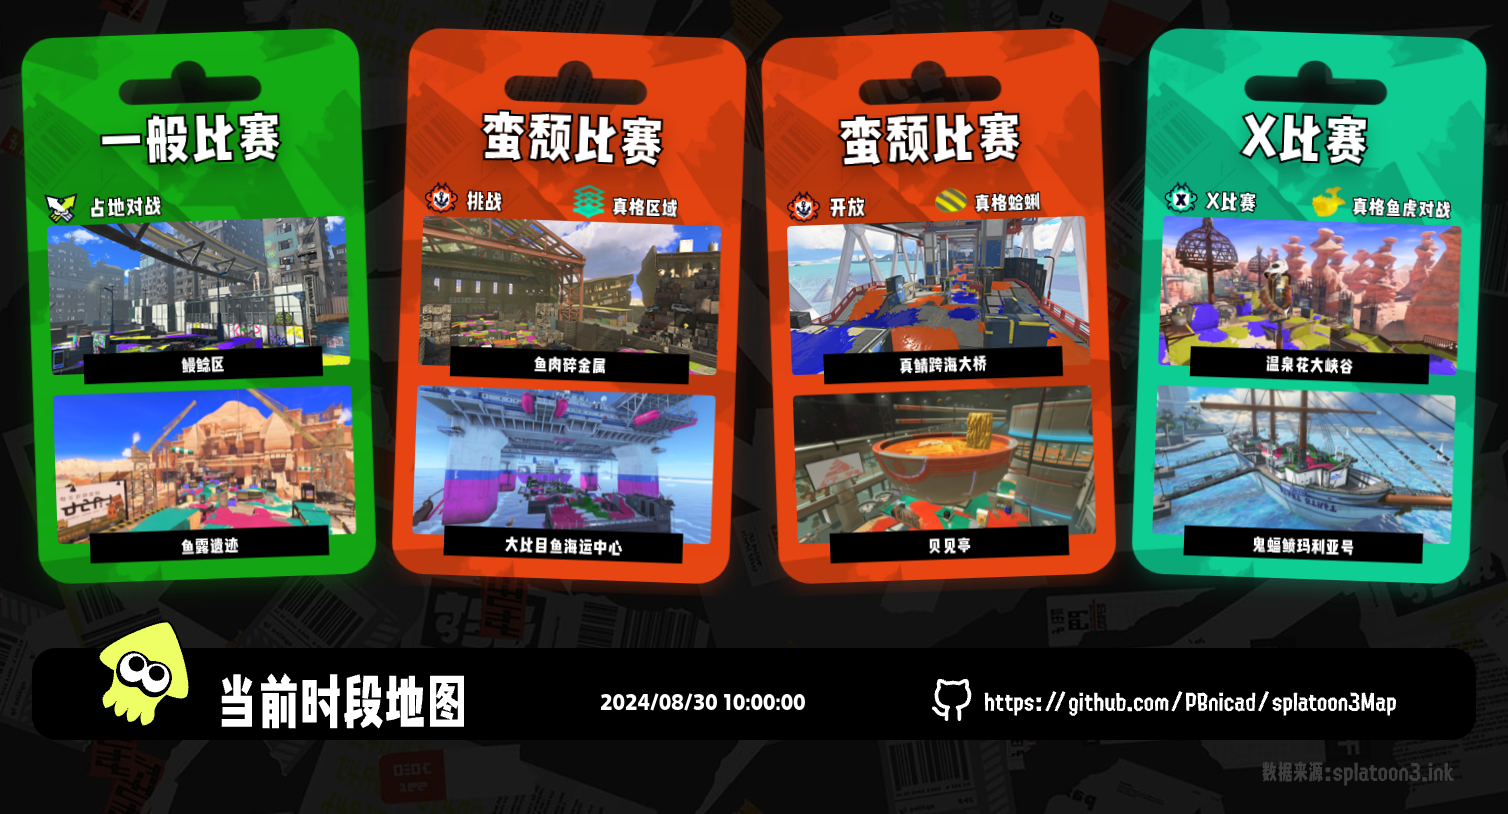 一般比赛
占地对战
鳗鲶区
鱼露遗迹
蛮颓比赛
挑战
真格区域
鱼肉碎金属
大比目鱼海运中心
蛮颓比赛
开放
真格蛤蜊
真鲭跨海大桥
贝贝亭
X比赛
X比赛
真格鱼虎对战
温泉花大峡谷
鬼蝠鲼玛利亚号
当前时段地图
2024/08/30 10:00:00
https://github.com/PBnicad/splatoon3Map
数据来源:splatoon3.ink